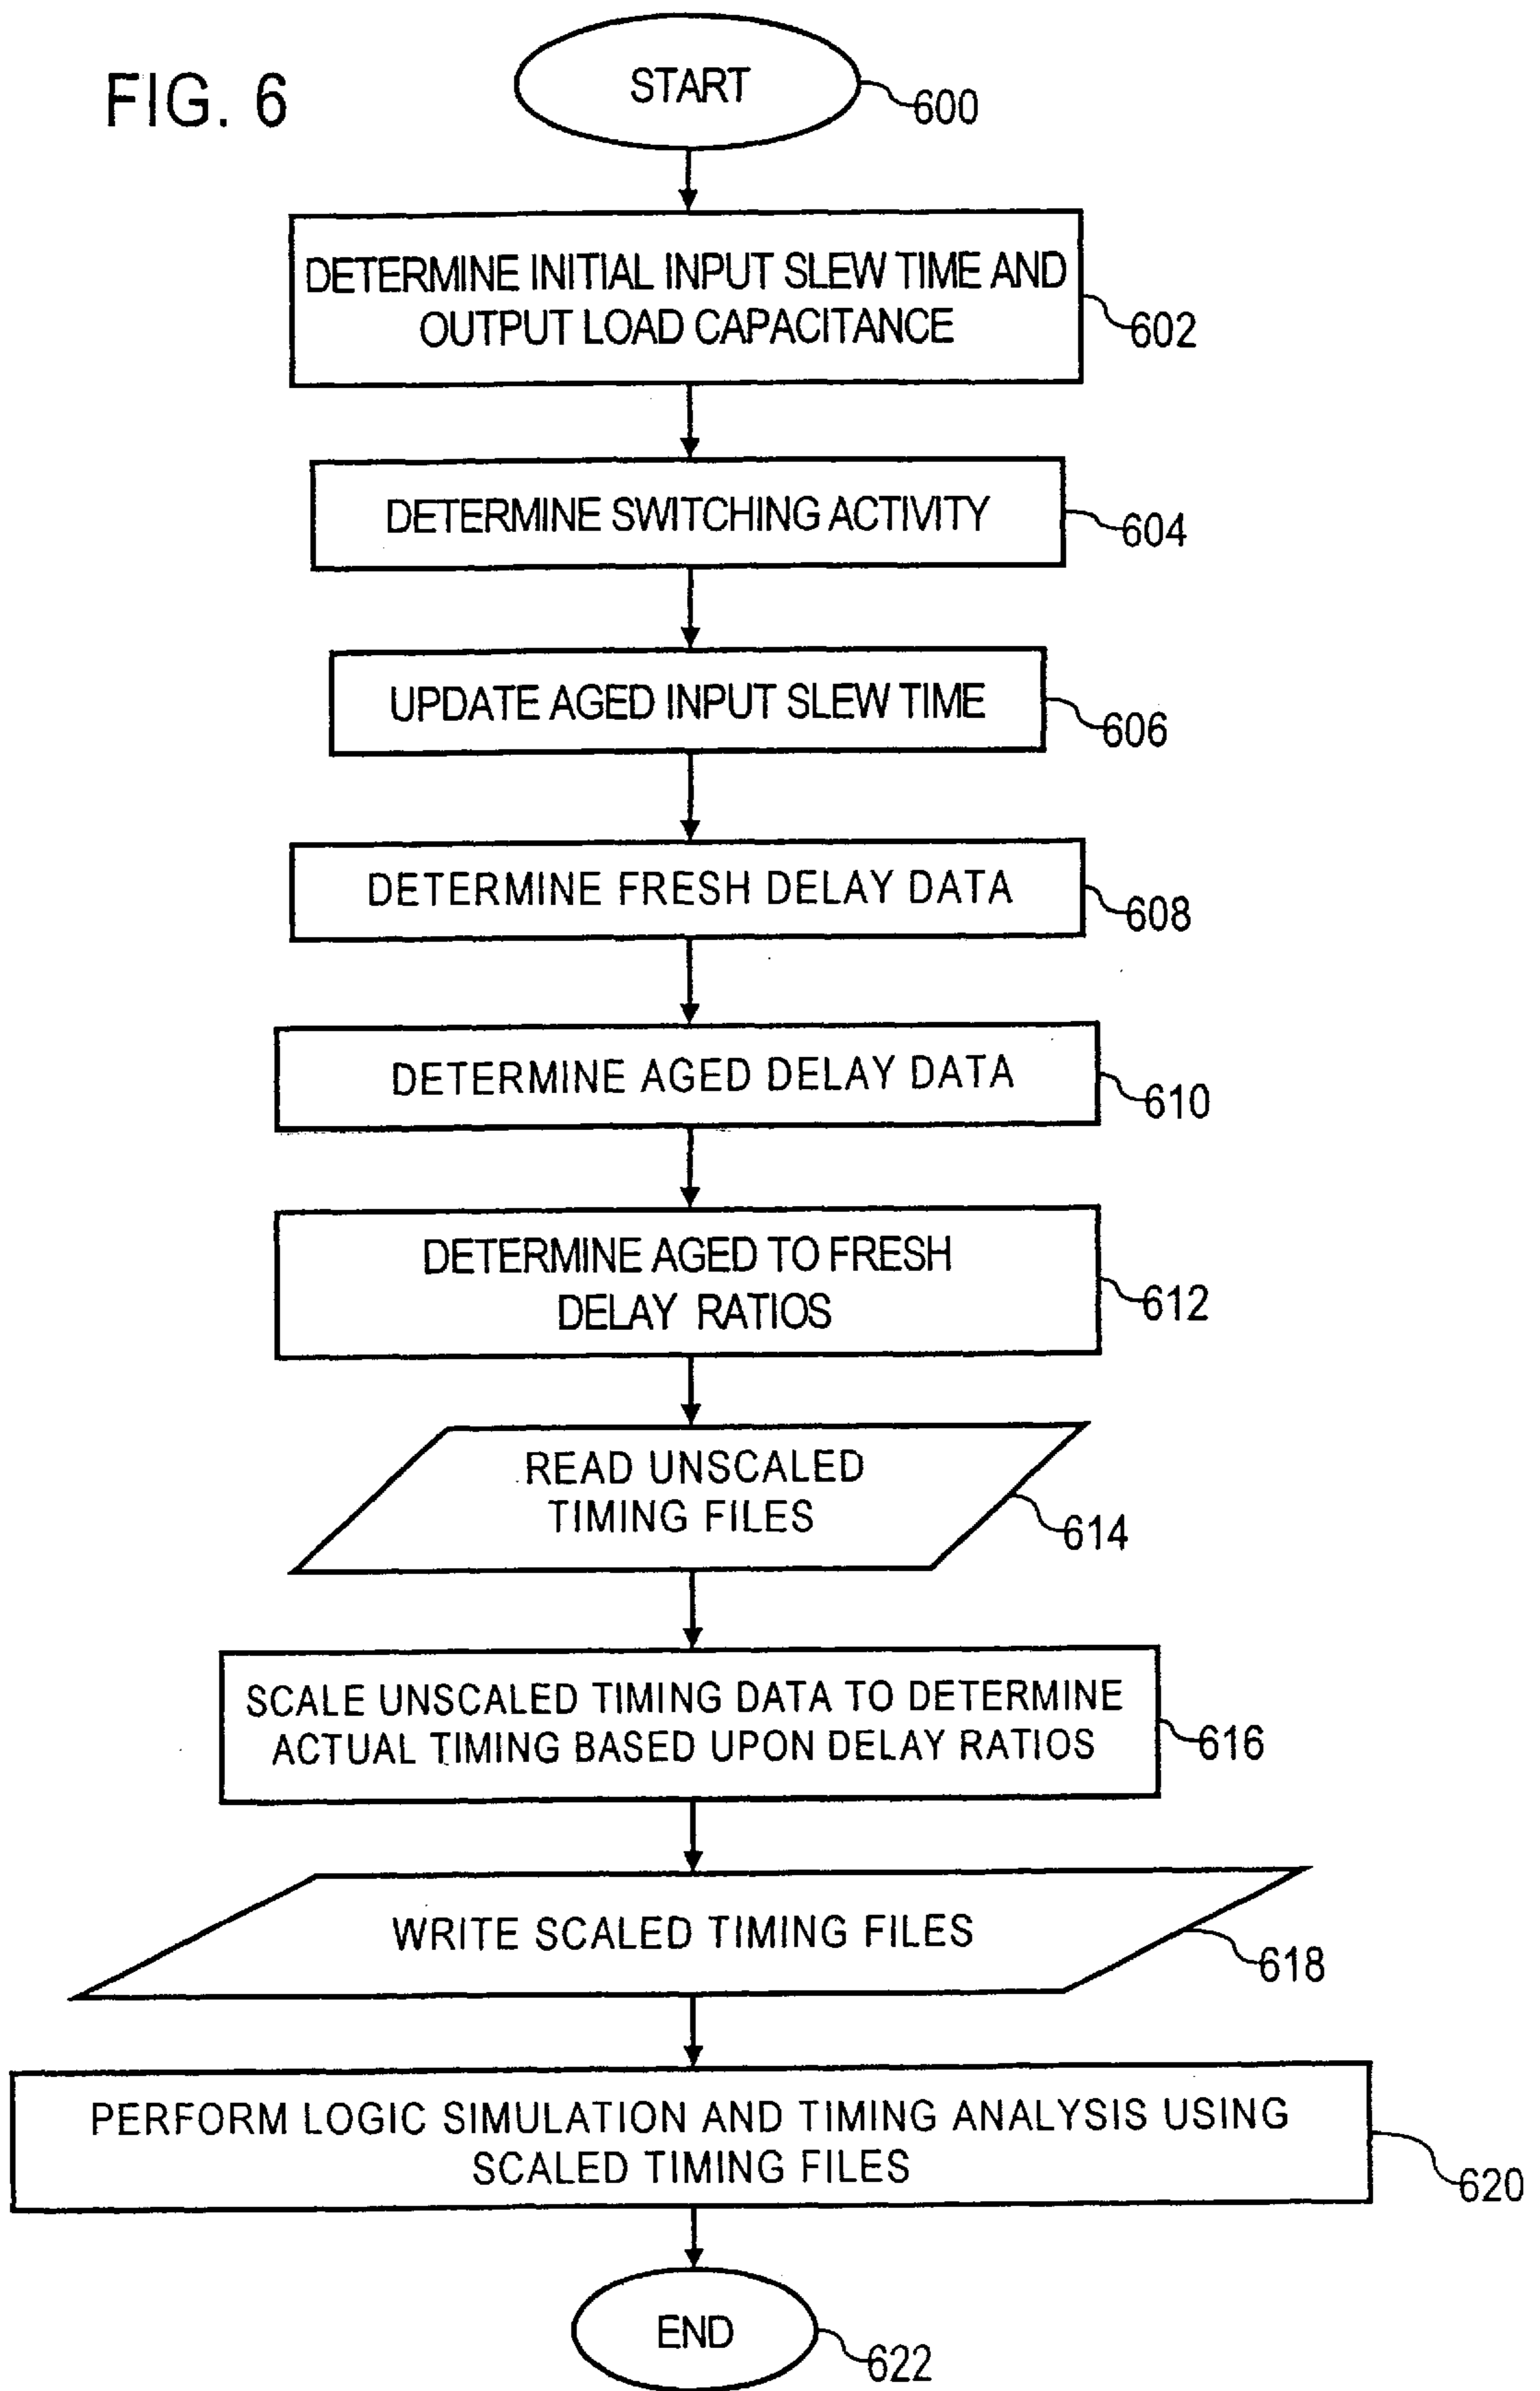 FIG. 6
START
600
DETERMINE INITIAL INPUT SLEW TIME AND
OUTPUT LOAD CAPACITANCE
602
DETERMINE SWITCHING ACTIVITY
604
UPDATE AGED INPUT SLEW TIME
606
DETERMINE FRESH DELAY DATA
608
DETERMINE AGED DELAY DATA
610
DETERMINE AGED TO FRESH
DELAY RATIOS
612
READ UNSCALED
TIMING FILES
614
SCALE UNSCALED TIMING DATA TO DETERMINE
ACTUAL TIMING BASED UPON DELAY RATIOS
616
WRITE SCALED TIMING FILES
618
PERFORM LOGIC SIMULATION AND TIMING ANALYSIS USING
SCALED TIMING FILES
620
END
622